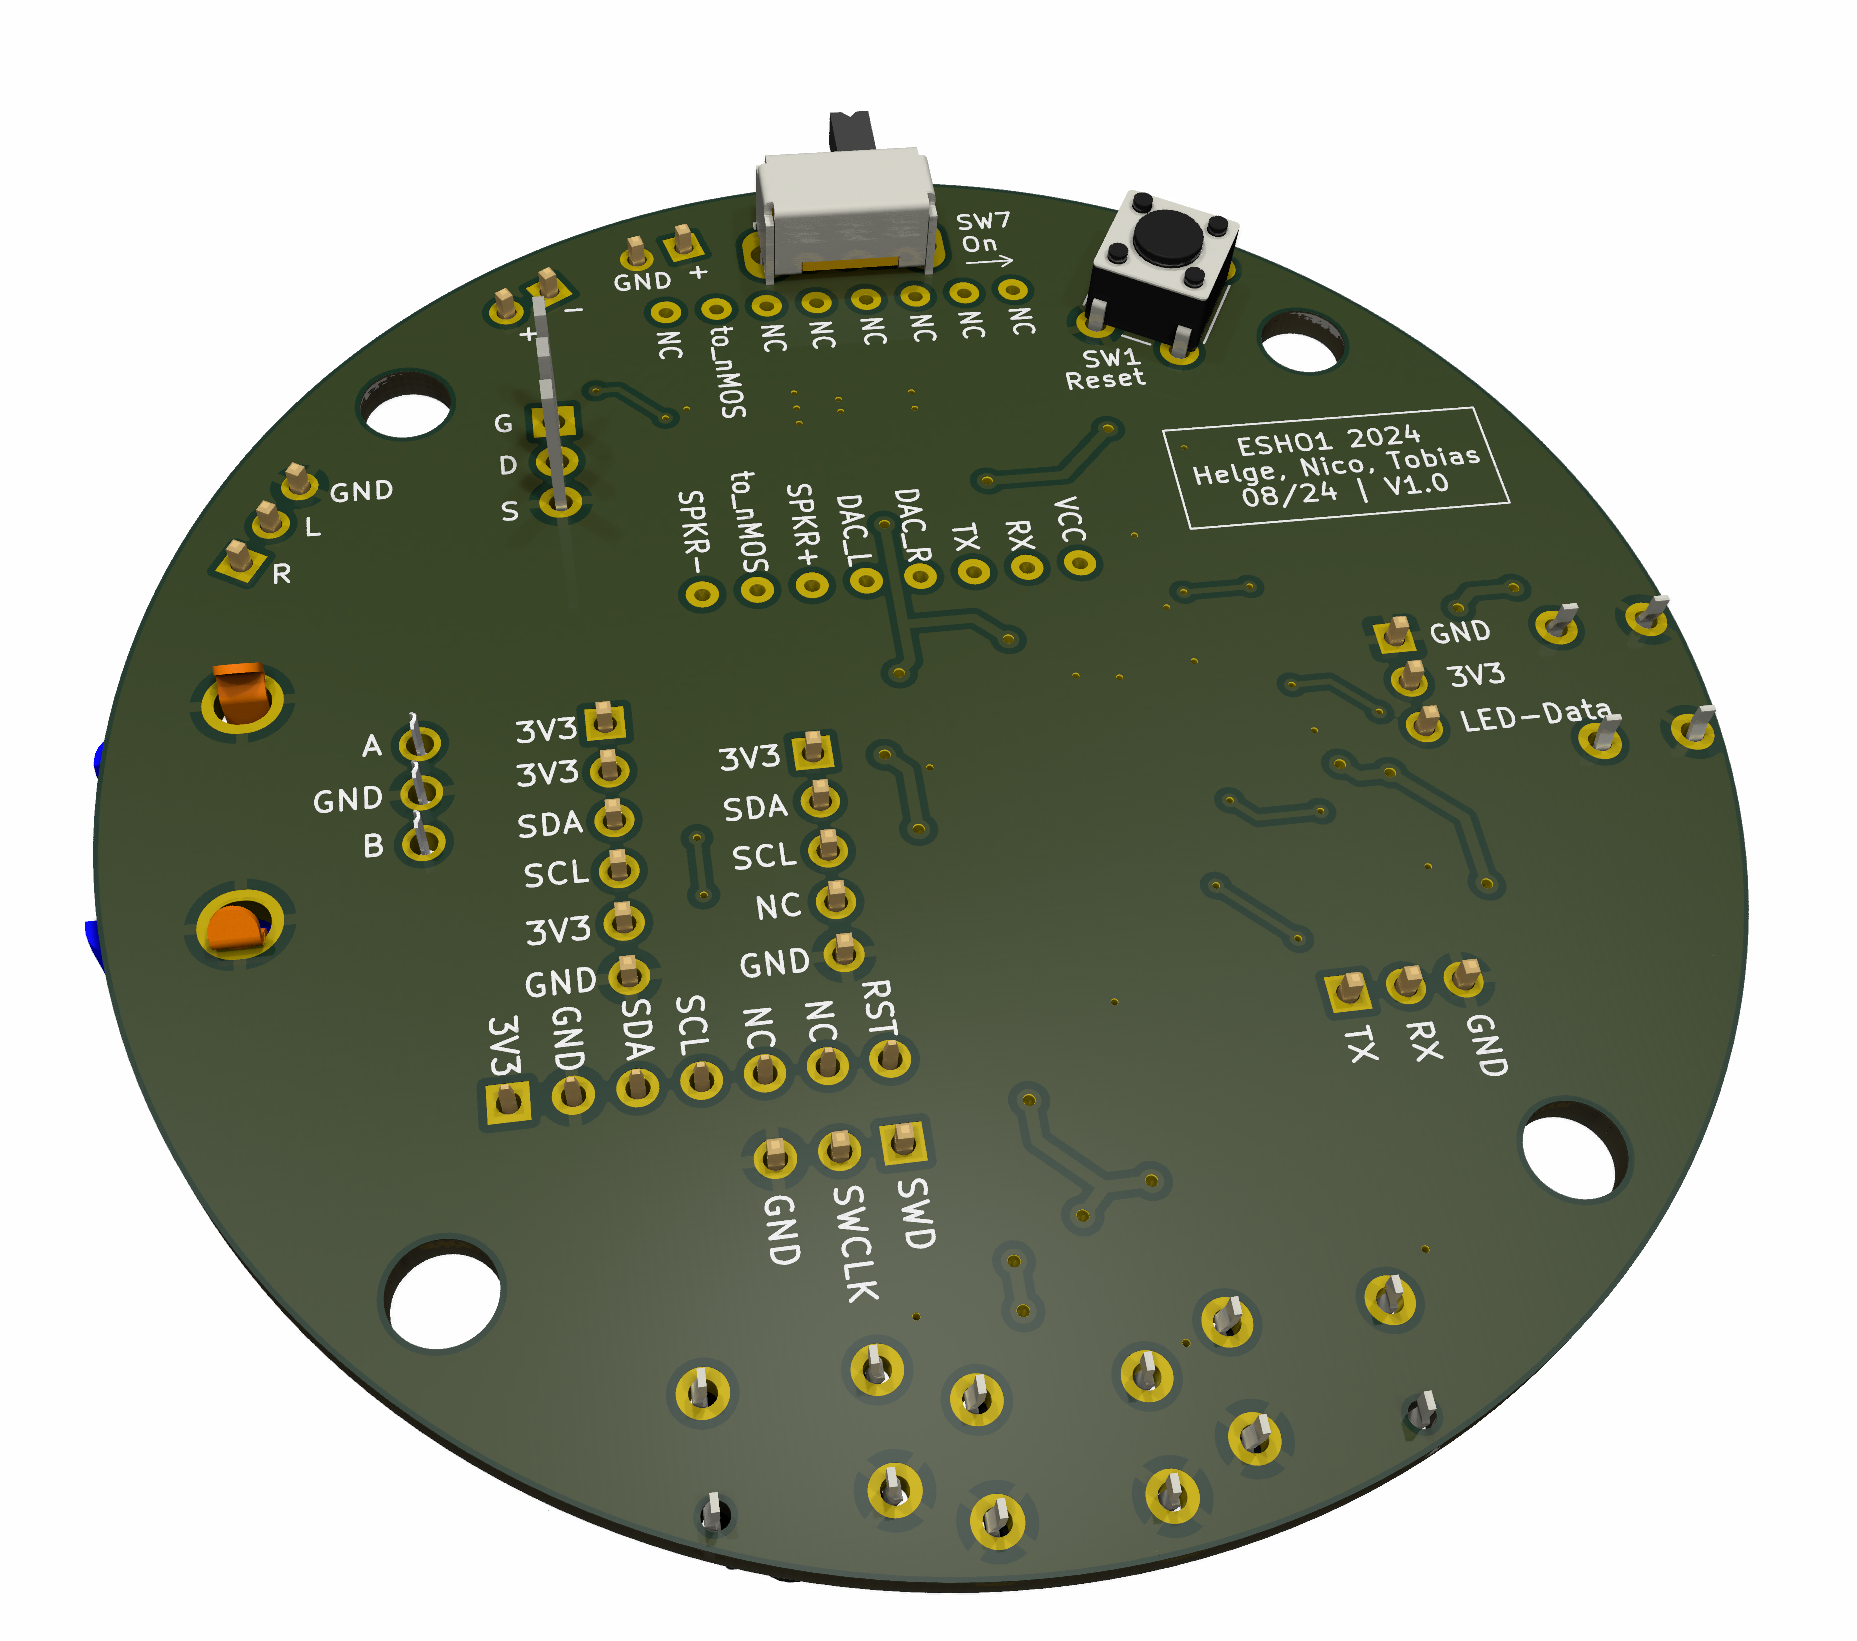 SW7
On
GND
+
-
+
NC
to_nMOS
NC
NC
NC
NC
NC
NC
SW1
Reset
G
D
S
ESHO1 2024
Helge, Nico, Tobias
08/24 | V1.0
GND
L
R
SPKR-
to_nMOS
SPKR+
DAC_L
DAC_R
TX
RX
VCC
GND
3V3
LED-Data
A
GND
B
3V3
3V3
SDA
SCL
3V3
GND
3V3
SDA
SCL
NC
GND
3V3
GND
SDA
SCL
NC
NC
RST
TX
RX
GND
GND
SWCLK
SWD